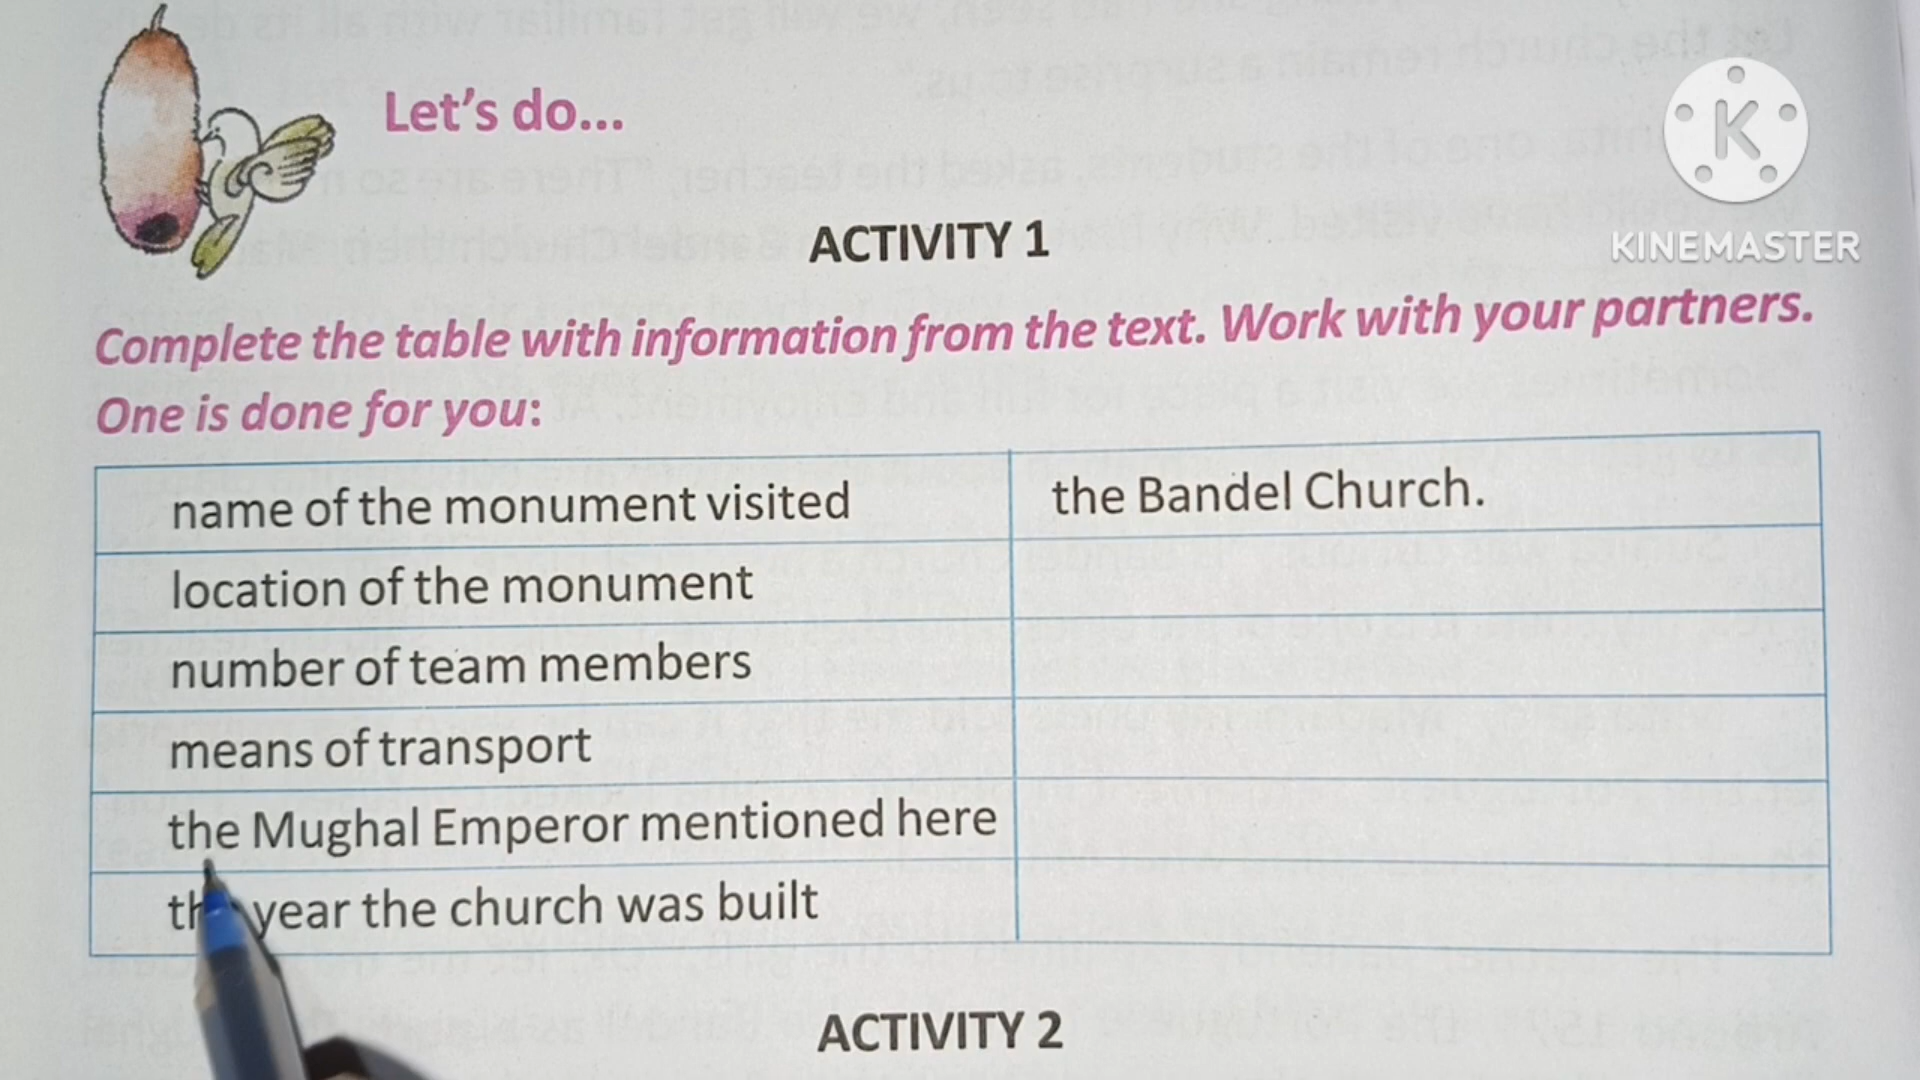 Let's do...
K
KINEMASTER
ACTIVITY 1
Complete the table with information from the text. Work with your partners.
One is done for you:
name of the monument visited the Bandel Church.
location of the monument
number of team members
means of transport
the Mughal Emperor mentioned here
the year the church was built
ACTIVITY 2